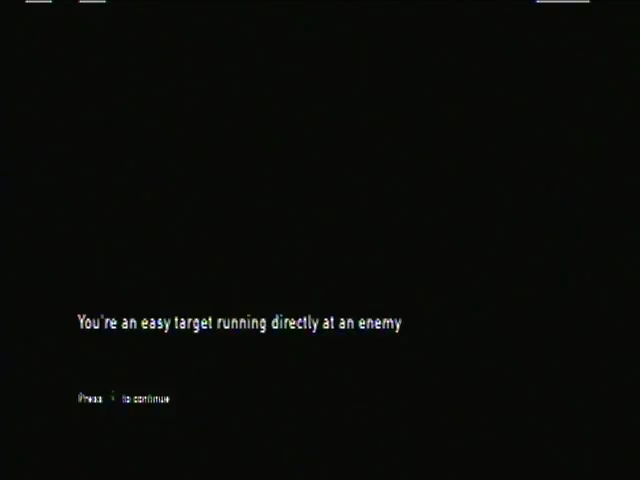 You're an easy target running directly at an enemy
Press to continue